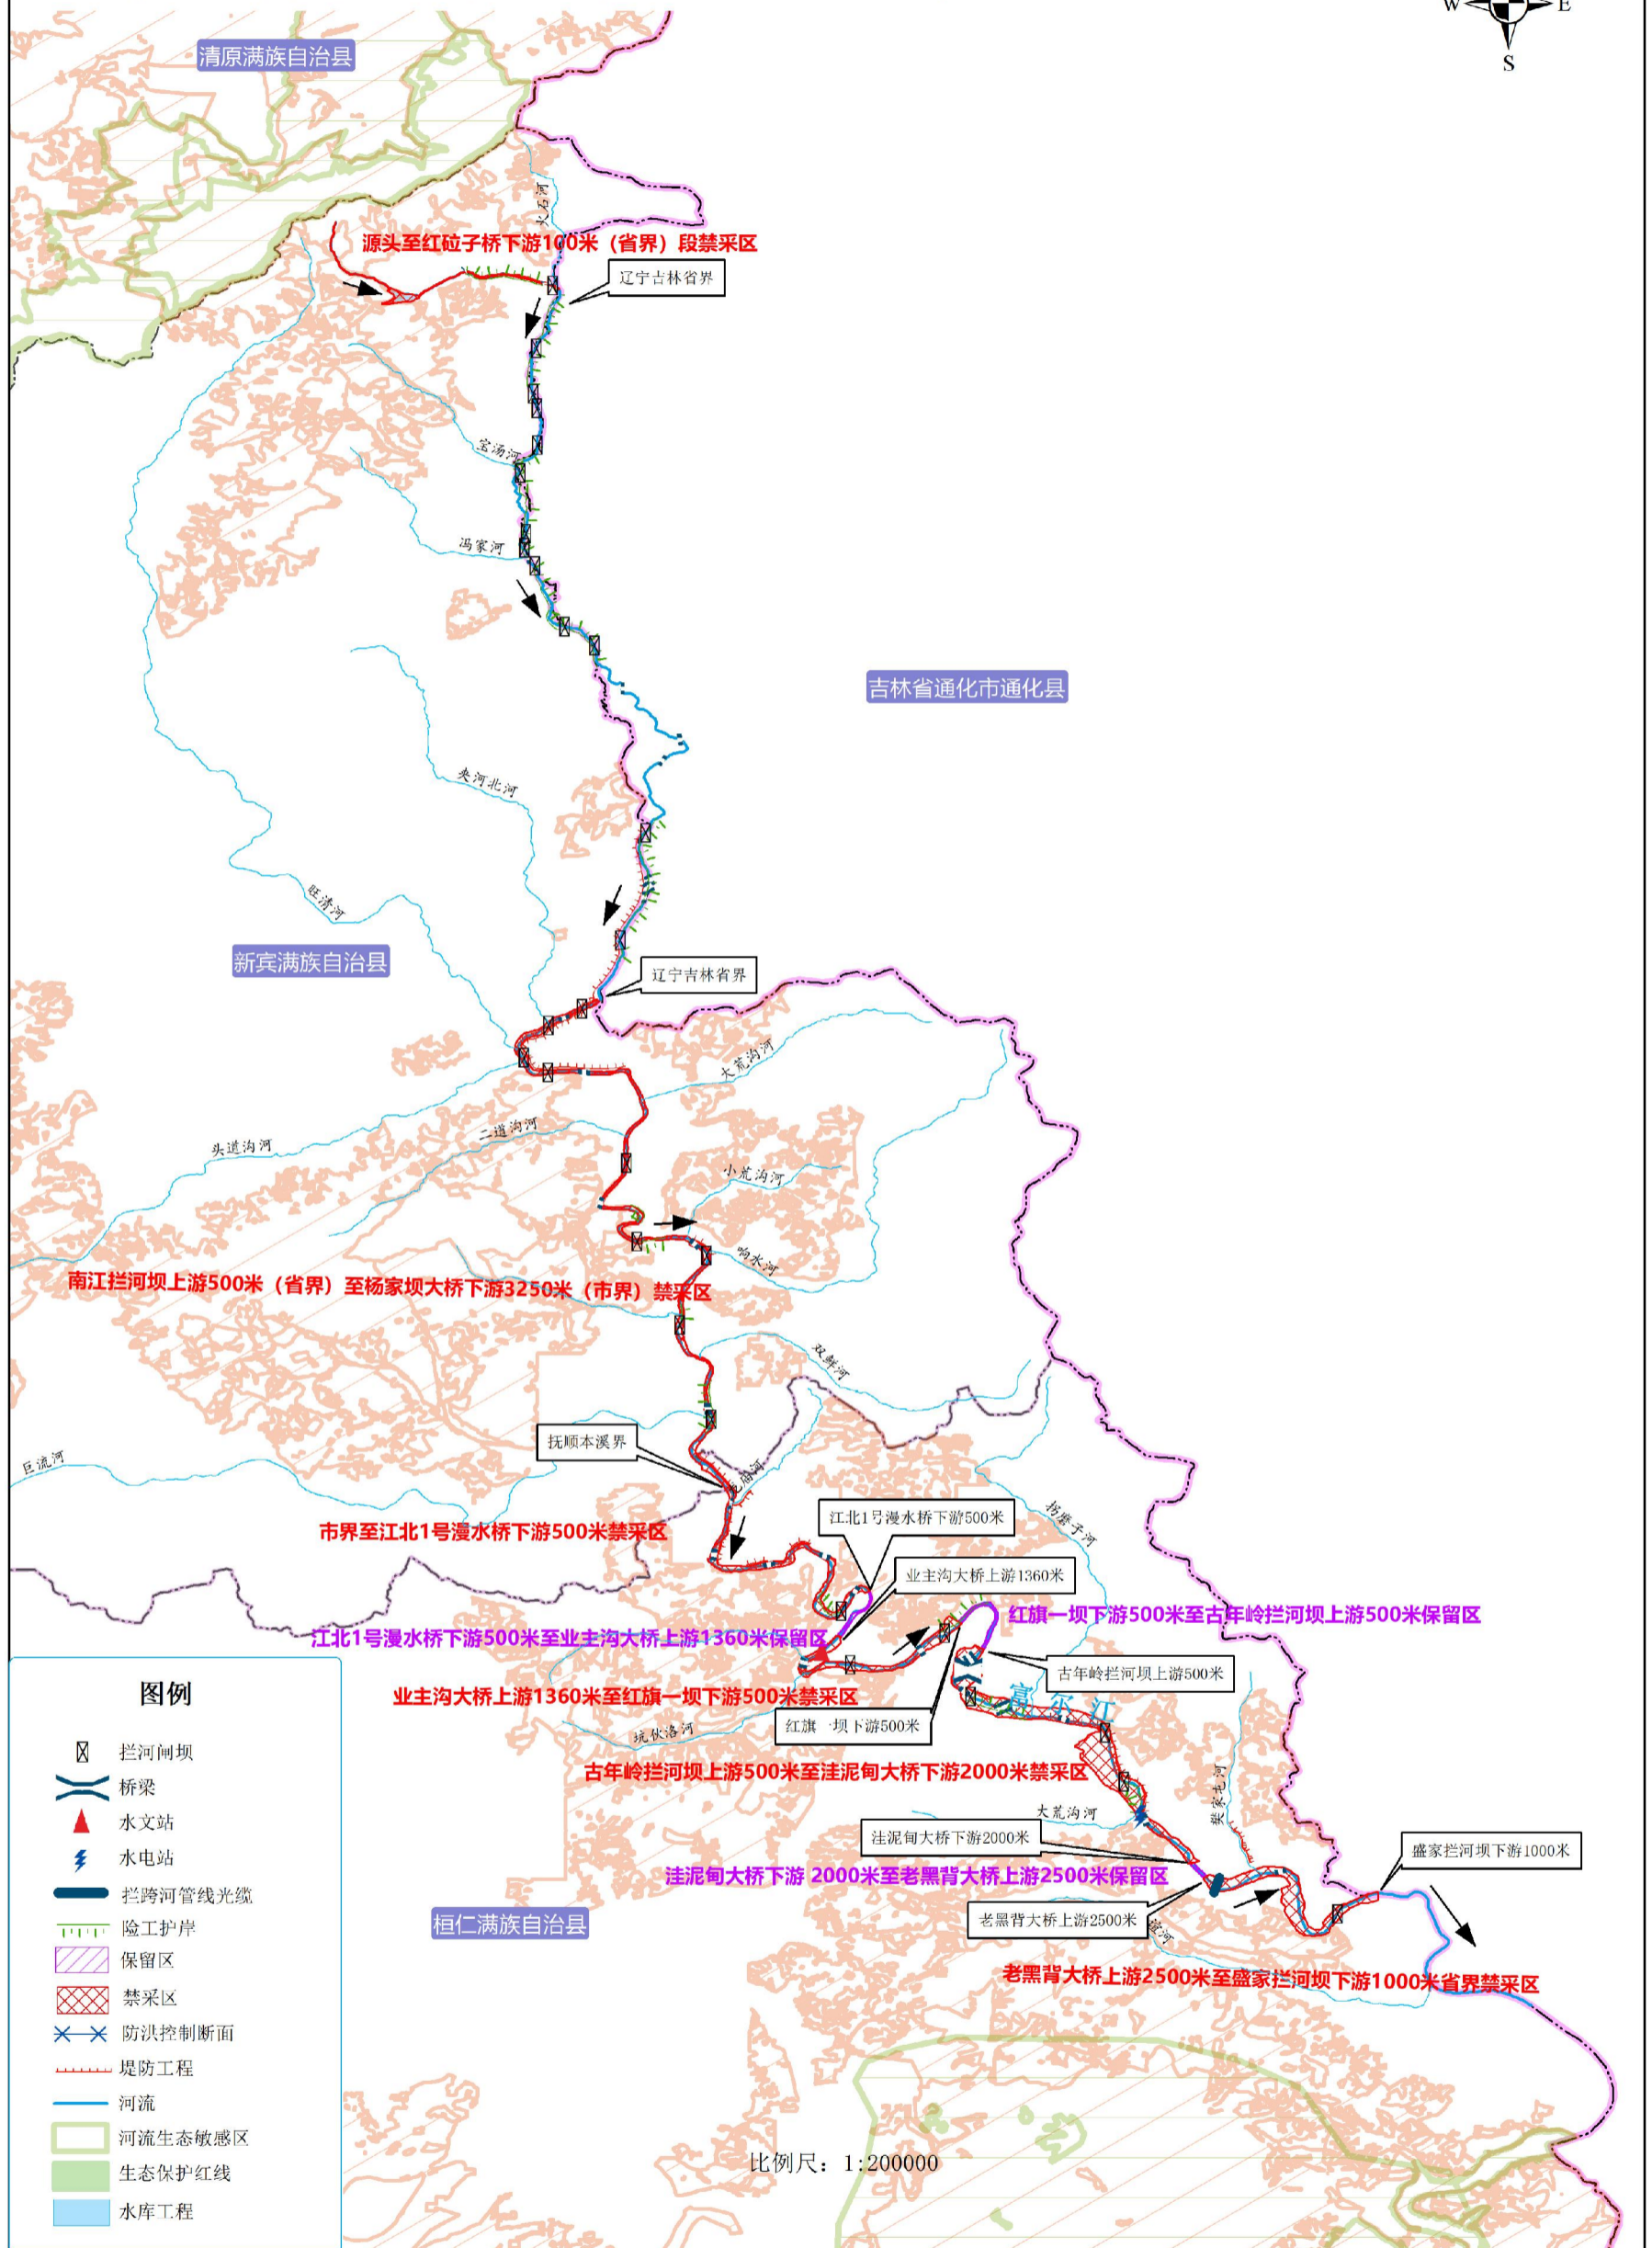 W E
S
清原满族自治县
火石河
源头至红砬子桥下游100米（省界）段禁采区
辽宁吉林省界
宝汤河
冯家河
吉林省通化市通化县
夹河北河
旺清河
新宾满族自治县
辽宁吉林省界
大荒沟河
二道沟河
头道沟河
小荒沟河
响水河
南江拦河坝上游500米（省界）至杨家坝大桥下游3250米（市界）禁采区
双鲜河
抚顺本溪界
巨流河
拐磨子河
江北1号漫水桥下游500米
市界至江北1号漫水桥下游500米禁采区
业主沟大桥上游1360米
红旗一坝下游500米至古年岭拦河坝上游500米保留区
江北1号漫水桥下游500米至业主沟大桥上游1360米保留区
古年岭拦河坝上游500米
业主沟大桥上游1360米至红旗一坝下游500米禁采区
富尔江
红旗一坝下游500米
坑伙洛河
古年岭拦河坝上游500米至洼泥甸大桥下游2000米禁采区
樊家屯河
大荒沟河
洼泥甸大桥下游2000米
盛家拦河坝下游1000米
洼泥甸大桥下游 2000米至老黑背大桥上游2500米保留区
老黑背大桥上游2500米
桓仁满族自治县
老黑背大桥上游2500米至盛家拦河坝下游1000米省界禁采区
图例
拦河闸坝
桥梁
水文站
水电站
拦跨河管线光缆
险工护岸
保留区
禁采区
防洪控制断面
堤防工程
河流
河流生态敏感区
生态保护红线
水库工程
比例尺：1:200000